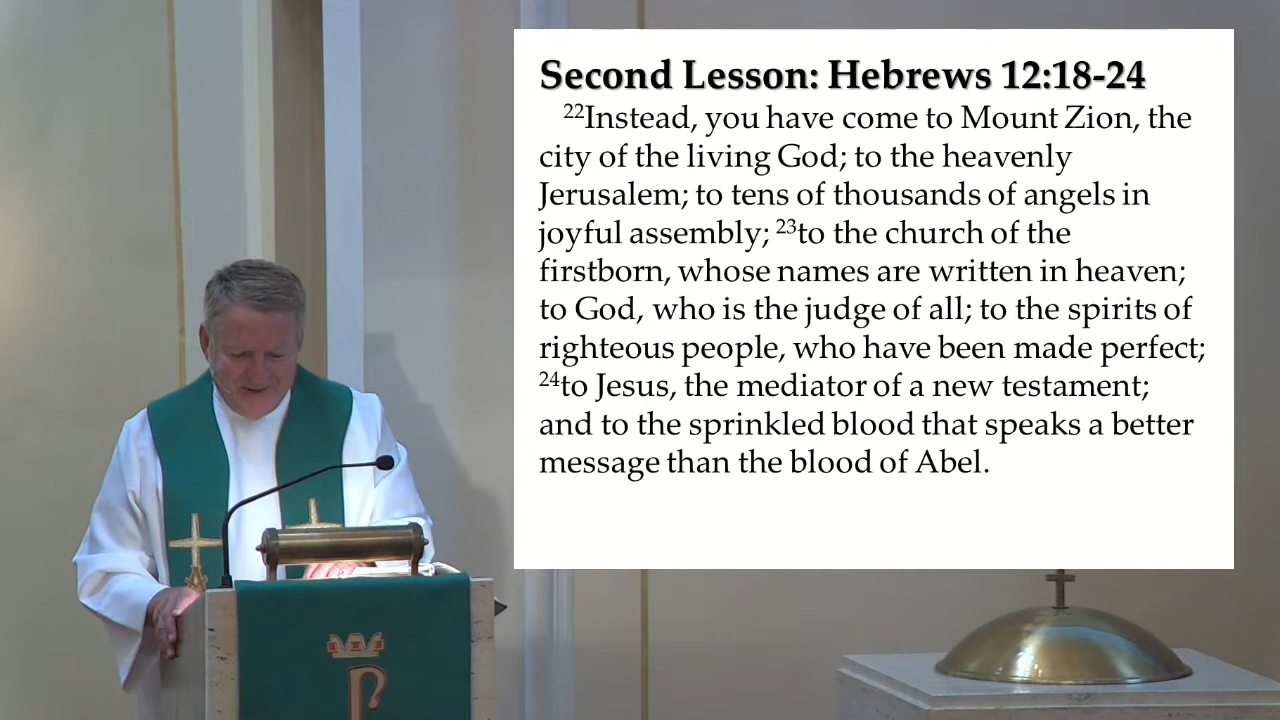 Second Lesson: Hebrews 12:18-24
²²Instead, you have come to Mount Zion, the
city of the living God; to the heavenly
Jerusalem; to tens of thousands of angels in
joyful assembly; ²³to the church of the
firstborn, whose names are written in heaven;
to God, who is the judge of all; to the spirits of
righteous people, who have been made perfect;
²⁴to Jesus, the mediator of a new testament;
and to the sprinkled blood that speaks a better
message than the blood of Abel.